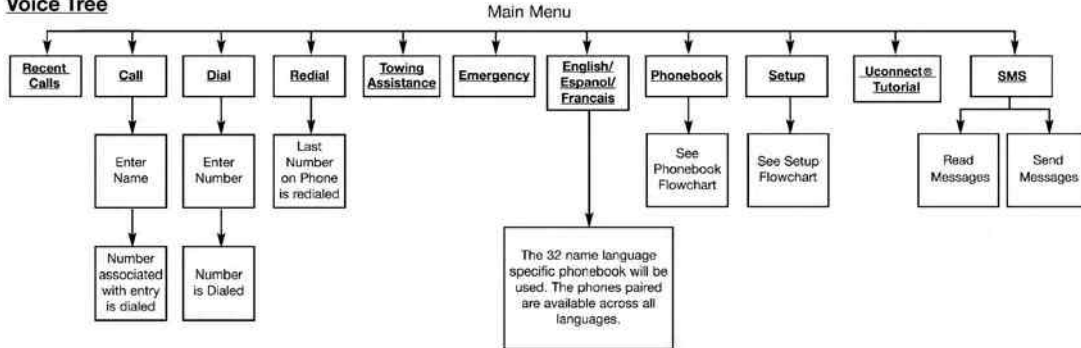 Voice Tree
Main Menu
Recent
Calls
Call
Dial
Redial
Towing
Assistance
Emergency
English/
Espanol/
Francais
Phonebook
Setup
Uconnect®
Tutorial
SMS
Enter
Name
Enter
Number
Last
Number
on Phone
is redialed
See
Phonebook
Flowchart
See Setup
Flowchart
Read
Messages
Send
Messages
Number
associated
with entry
is dialed
Number
is Dialed
The 32 name language
specific phonebook will be
used. The phones paired
are available across all
languages.